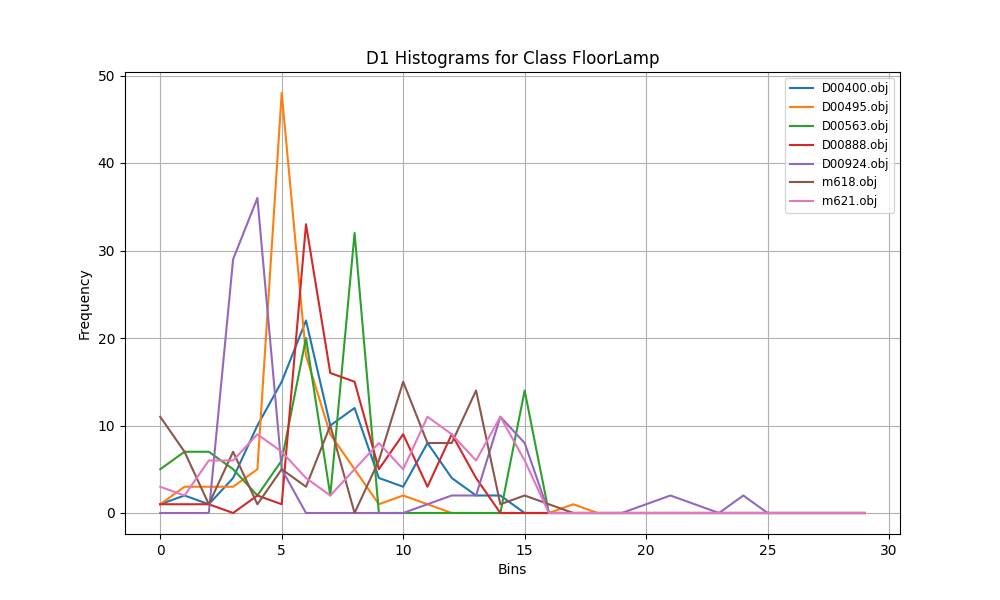 D1 Histograms for Class FloorLamp
50
40
30
20
10
0
Frequency
0 5 10 15 20 25 30
Bins
D00400.obj
D00495.obj
D00563.obj
D00888.obj
D00924.obj
m618.obj
m621.obj